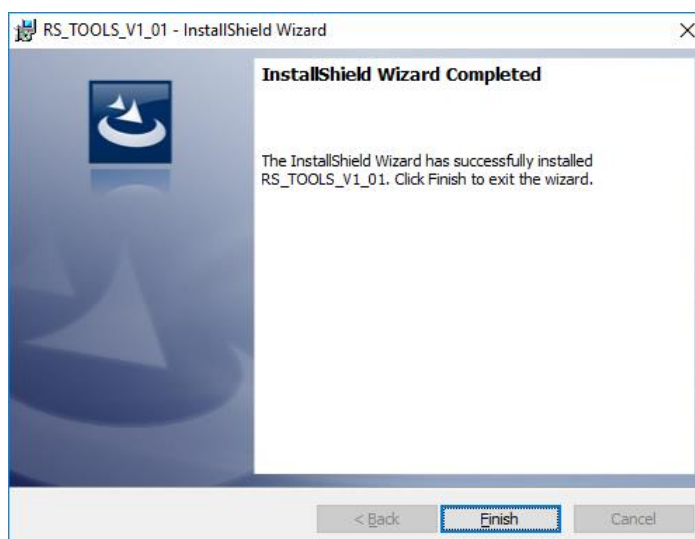 RS_TOOLS_V1_01 - InstallShield Wizard
InstallShield Wizard Completed
The InstallShield Wizard has successfully installed
RS_TOOLS_V1_01. Click Finish to exit the wizard.
< Back
Finish
Cancel